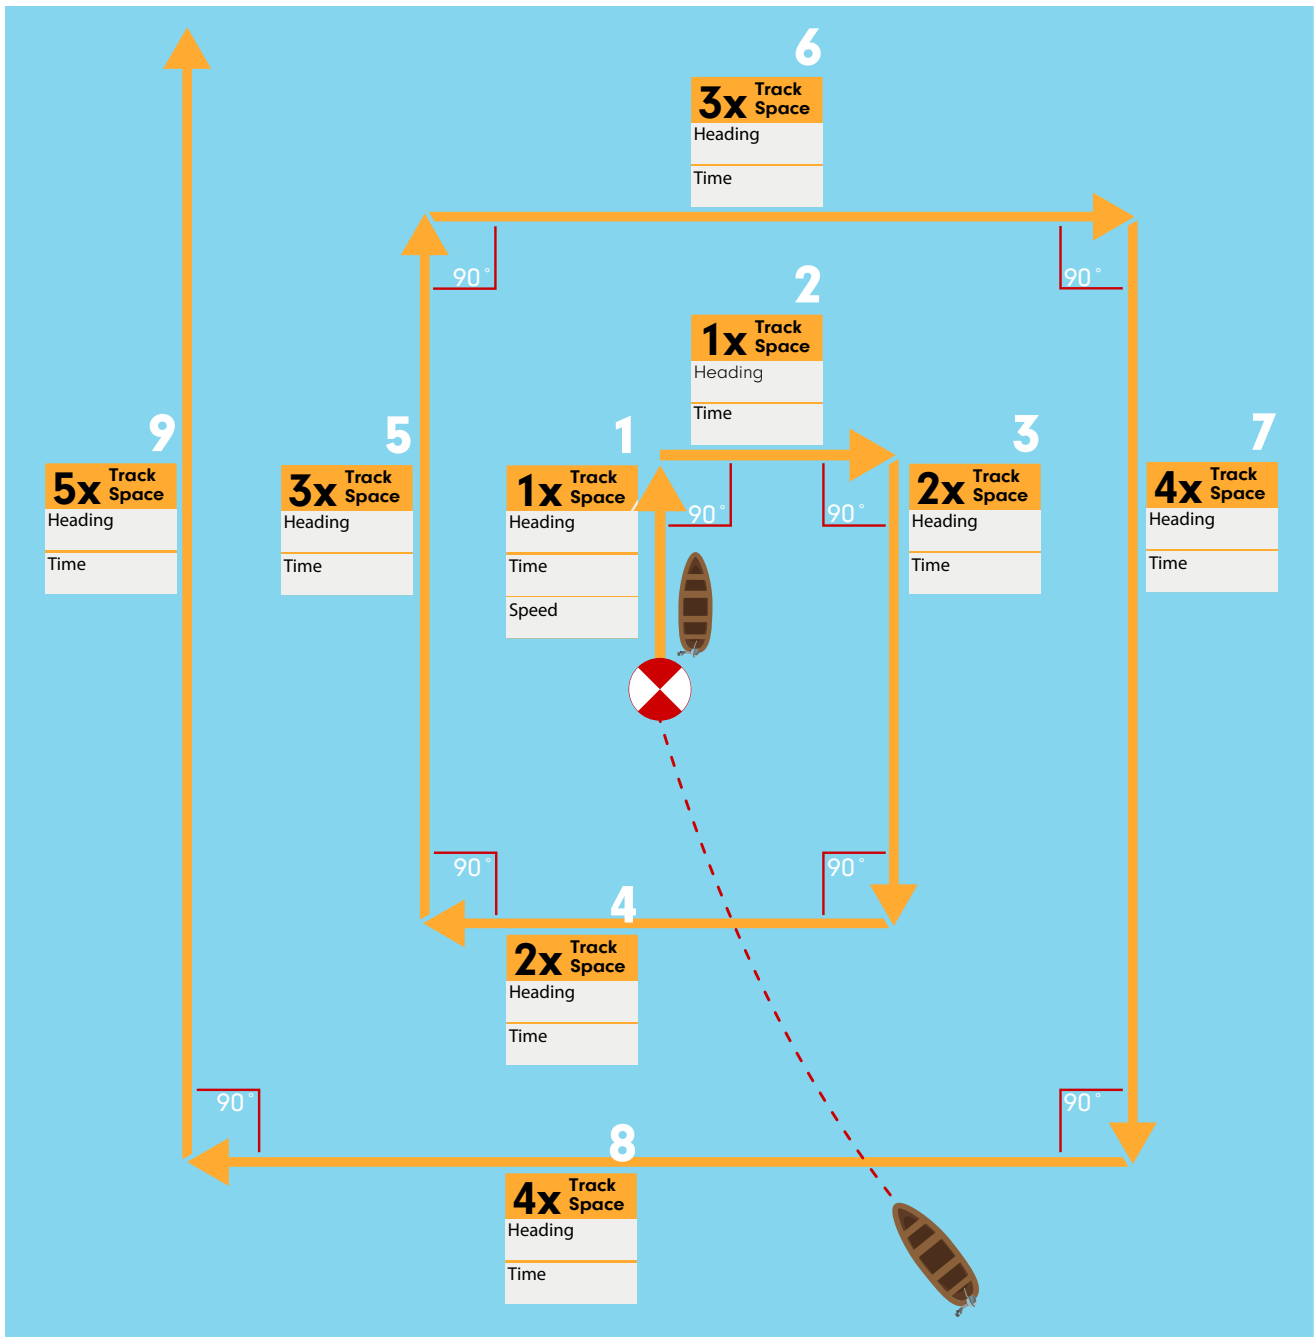 6
3x Track
Space
Heading
Time
90°
90°
2
1x Track
Space
Heading
Time
9
5x Track
Space
Heading
Time
5
3x Track
Space
Heading
Time
1
1x Track
Space
Heading
Time
Speed
90°
90°
3
2x Track
Space
Heading
Time
7
4x Track
Space
Heading
Time
90°
90°
4
2x Track
Space
Heading
Time
90°
90°
8
4x Track
Space
Heading
Time